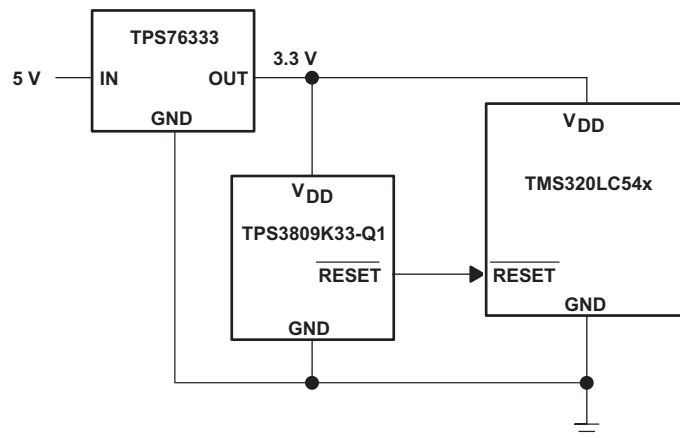 TPS76333
5 V
IN
OUT
3.3 V
GND
VDD
TMS320LC54x
VDD
TPS3809K33-Q1
RESET
RESET
GND
GND